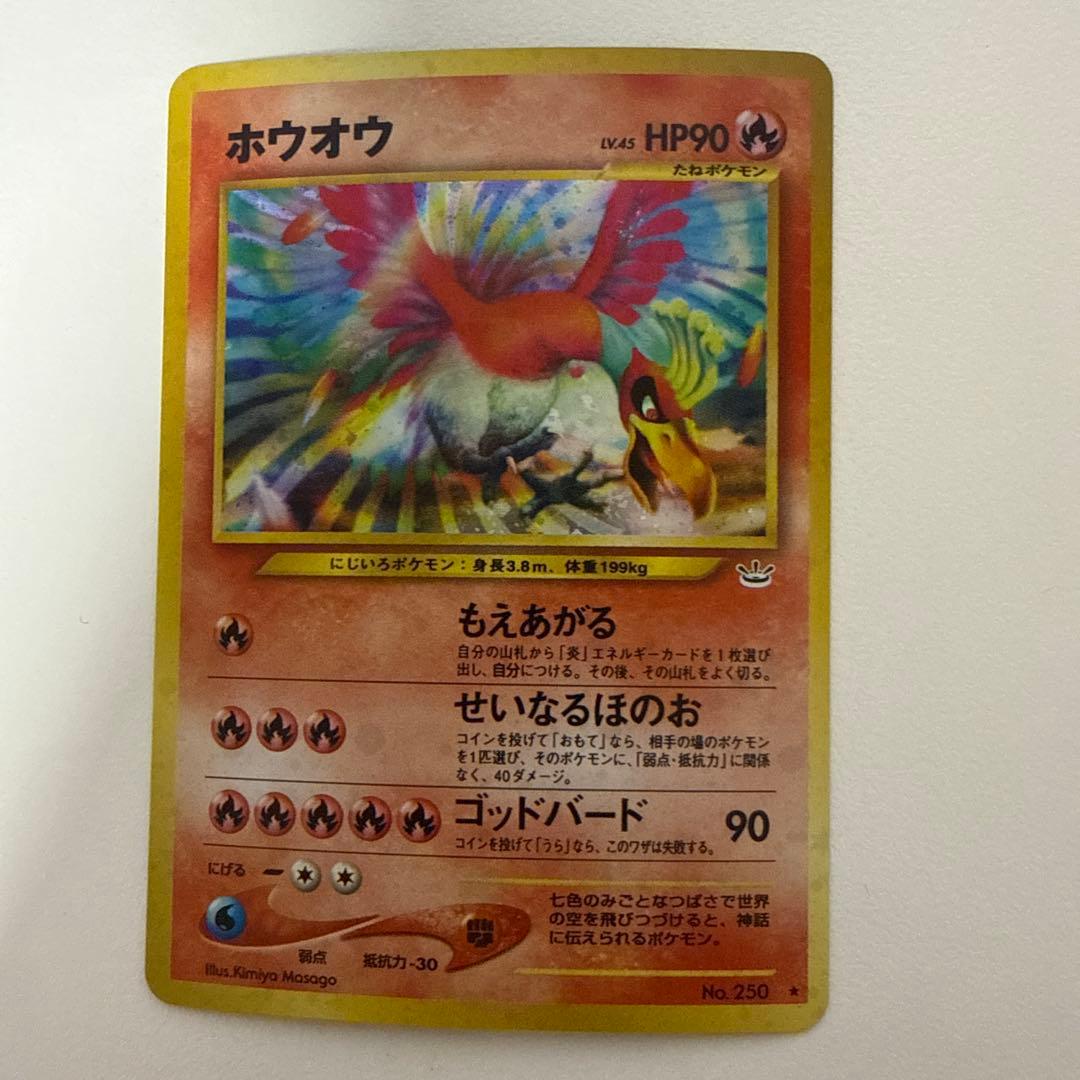 ホウオウ
LV.45 HP90
たねポケモン
にじいろポケモン：身長3.8m、体重199kg
もえあがる
自分の山札から「炎」エネルギーカードを1枚選び
出し、自分につける。その後、その山札をよく切る。
せいなるほのお
コインを投げて「おもて」なら、相手の場のポケモン
を1匹選び、そのポケモンに、「弱点・抵抗力」に関係
なく、40ダメージ。
ゴッドバード 90
コインを投げて「うら」なら、このワザは失敗する。
にげる
七色のみごとなつばさで世界
の空を飛びつづけると、神話
に伝えられるポケモン。
弱点
抵抗力-30
Illus.Kimiya Masago
No.250 ★